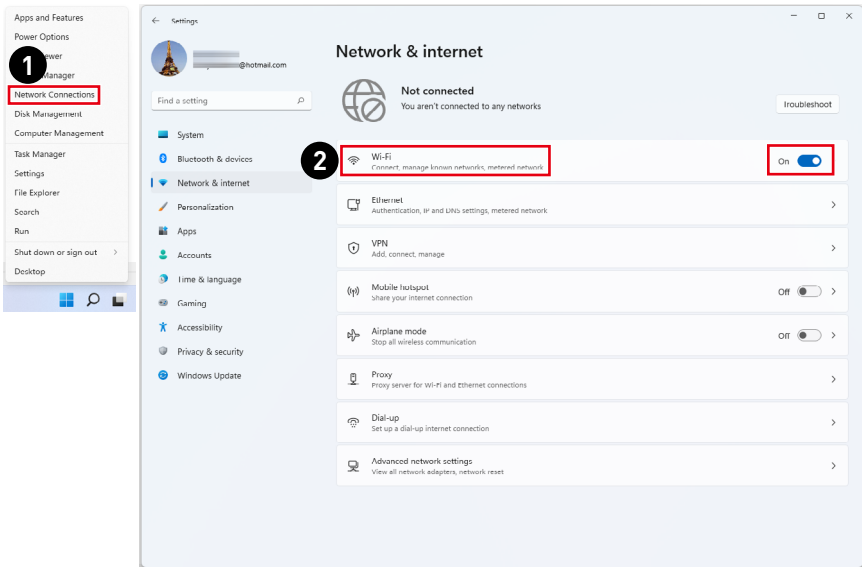 Apps and Features
Power Options
ewer
1
Manager
Network Connections
Disk Management
Computer Management
Task Manager
Settings
File Explorer
Search
Run
Shut down or sign out
Desktop
Settings
@hotmail.com
Find a setting
System
Bluetooth & devices
Network & internet
Personalization
Apps
Accounts
Time & language
Gaming
Accessibility
Privacy & security
Windows Update
Network & internet
Not connected
You aren't connected to any networks
Troubleshoot
2
Wi-Fi
Connect, manage known networks, metered network
On
Ethernet
Authentication, IP and DNS settings, metered network
VPN
Add, connect, manage
Mobile hotspot
Share your internet connection
Off
Airplane mode
Stop all wireless communication
Off
Proxy
Proxy server for Wi-Fi and Ethernet connections
Dial-up
Set up a dial-up internet connection
Advanced network settings
View all network adapters, network reset